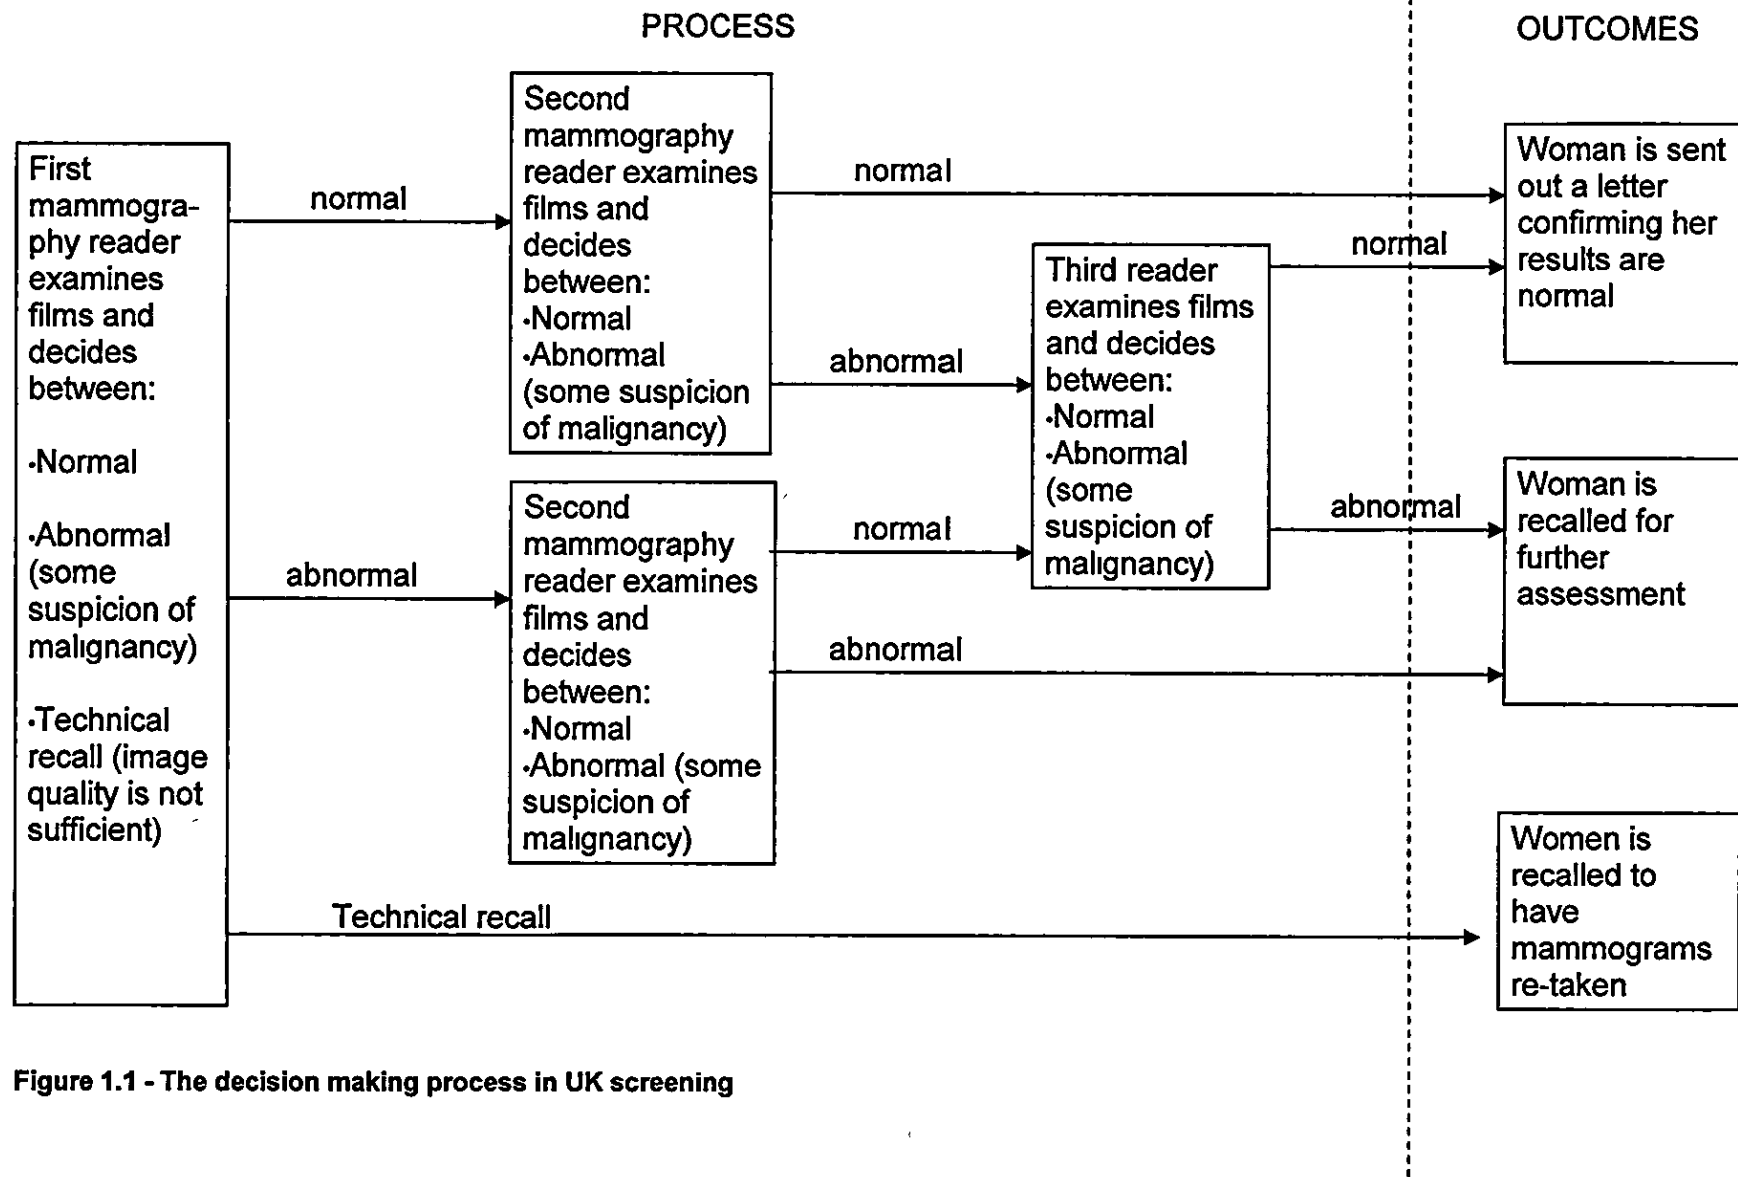 PROCESS
OUTCOMES
First
mammogra-
phy reader
examines
films and
decides
between:
•Normal
•Abnormal
(some
suspicion of
malignancy)
•Technical
recall (image
quality is not
sufficient)
normal
abnormal
Technical recall
Second
mammography
reader examines
films and
decides
between:
•Normal
•Abnormal
(some suspicion
of malignancy)
normal
abnormal
Second
mammography
reader examines
films and
decides
between:
•Normal
•Abnormal (some
suspicion of
malignancy)
normal
abnormal
Third reader
examines films
and decides
between:
•Normal
•Abnormal
(some
suspicion of
malignancy)
normal
abnormal
Woman is sent
out a letter
confirming her
results are
normal
Woman is
recalled for
further
assessment
Women is
recalled to
have
mammograms
re-taken
Figure 1.1 - The decision making process in UK screening